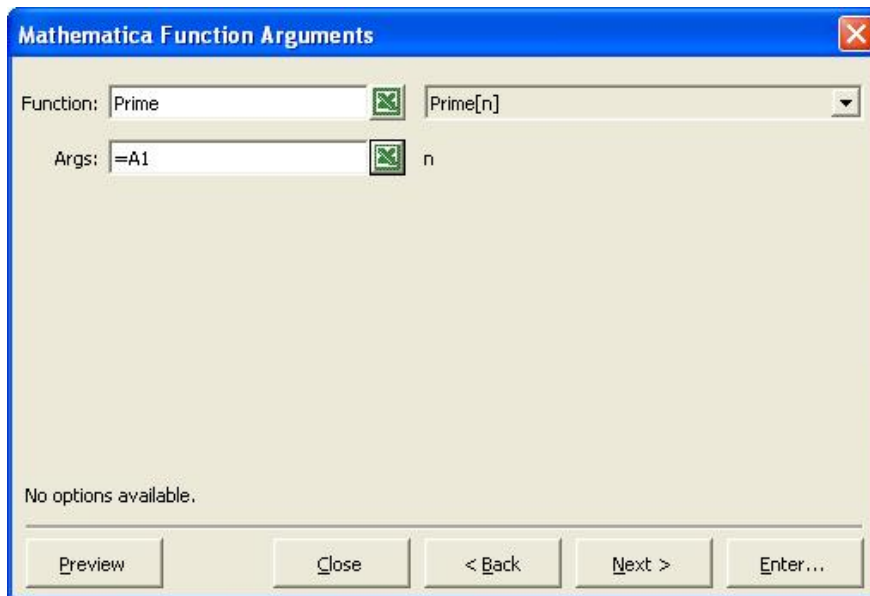 Mathematica Function Arguments
Function: Prime Prime[n]
Args: =A1 n
No options available.
Preview Close < Back Next > Enter...